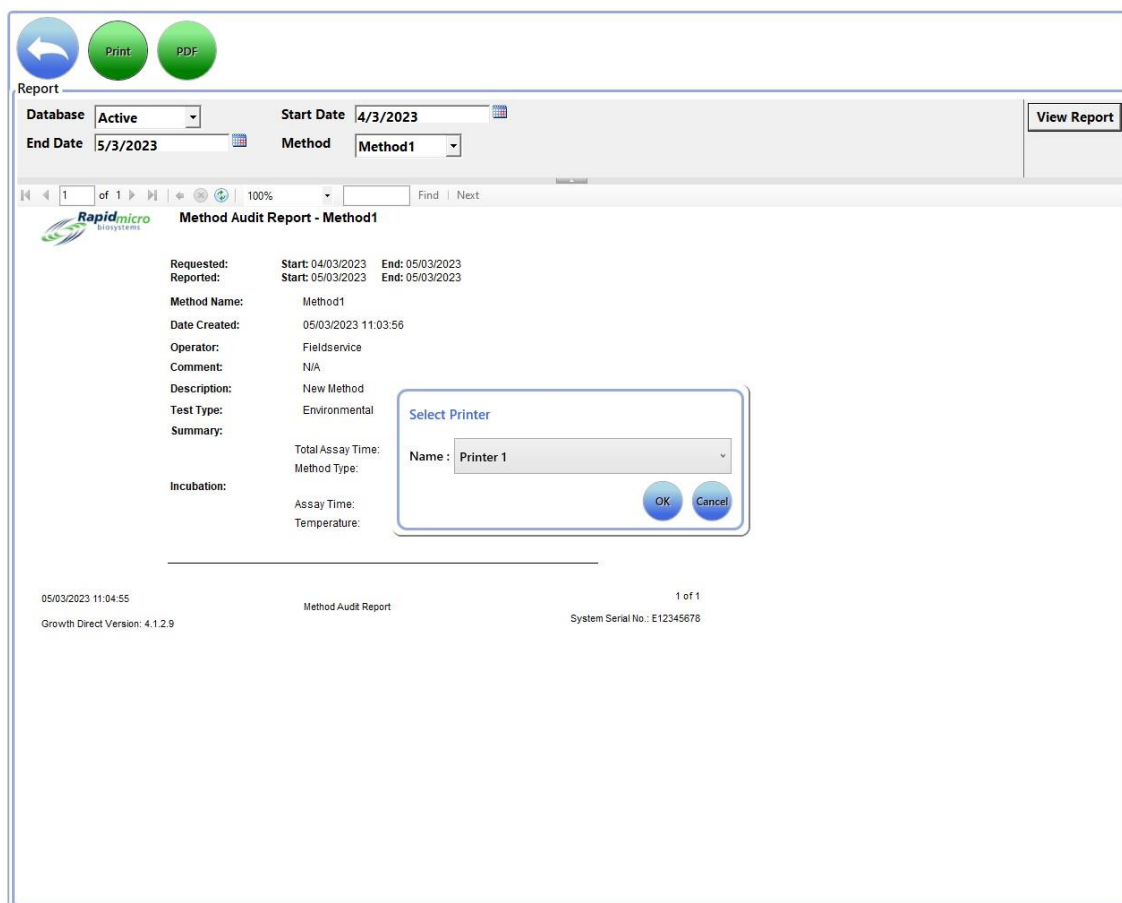 Print PDF
Report
Database Active Start Date 4/3/2023 View Report
End Date 5/3/2023 Method Method1
1 of 1 100% Find | Next
Rapidmicro biosystems
Method Audit Report - Method1
Requested: Start: 04/03/2023 End: 05/03/2023
Reported: Start: 05/03/2023 End: 05/03/2023
Method Name: Method1
Date Created: 05/03/2023 11:03:56
Operator: Fieldservice
Comment: N/A
Description: New Method
Test Type: Environmental
Summary:
Total Assay Time:
Method Type:
Incubation:
Assay Time:
Temperature:
Select Printer
Name : Printer 1
OK Cancel
05/03/2023 11:04:55 Method Audit Report 1 of 1
Growth Direct Version: 4.1.2.9 System Serial No.: E12345678